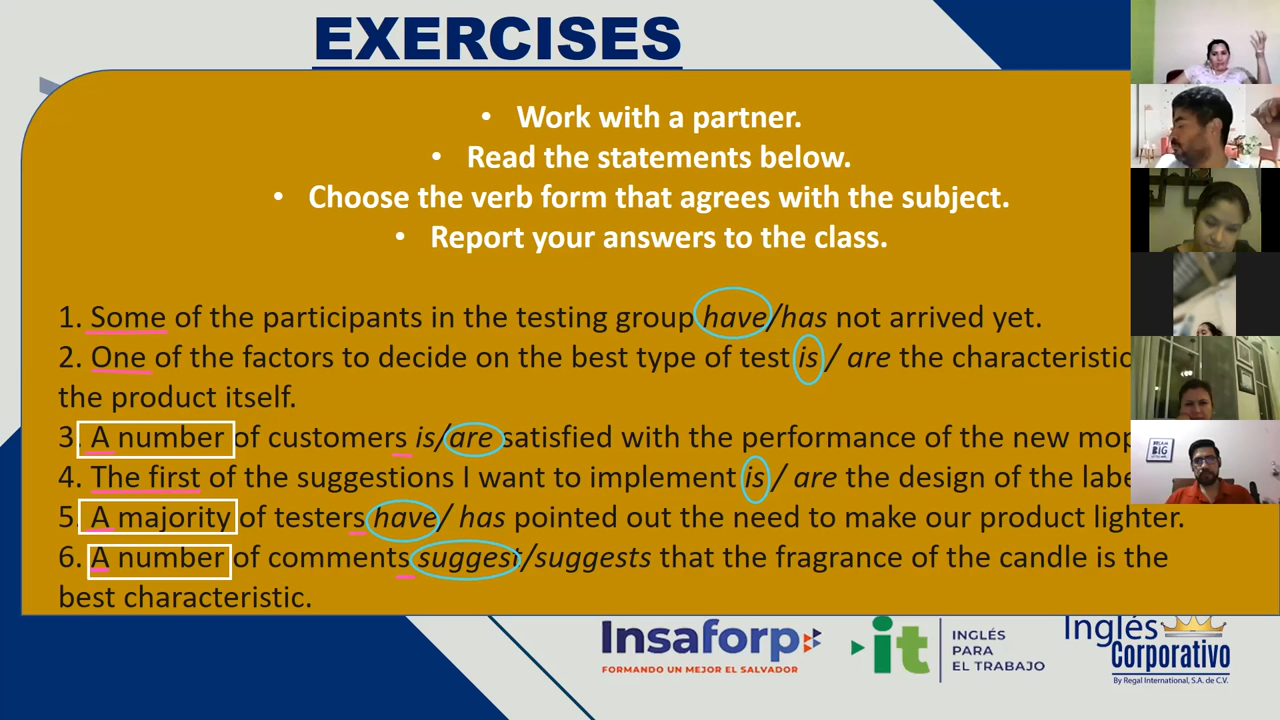 EXERCISES
• Work with a partner.
• Read the statements below.
• Choose the verb form that agrees with the subject.
• Report your answers to the class.
1. Some of the participants in the testing group have/has not arrived yet.
2. One of the factors to decide on the best type of test is / are the characteristic
the product itself.
3. A number of customers is/are satisfied with the performance of the new mop
4. The first of the suggestions I want to implement is / are the design of the labe
5. A majority of testers have/ has pointed out the need to make our product lighter.
6. A number of comments suggest/suggests that the fragrance of the candle is the
best characteristic.
Insaforp
FORMANDO UN MEJOR EL SALVADOR
it
INGLÉS
PARA
EL TRABAJO
Inglés
Corporativo
By Regal International, S.A. de C.V.
BIG